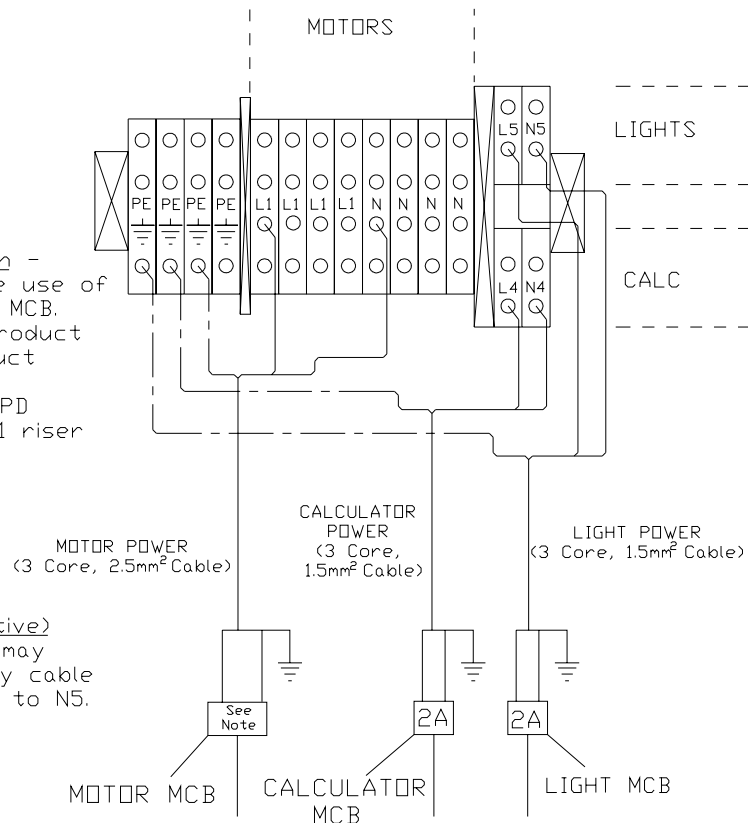 MOTORS
L5 N5
LIGHTS
PE PE PE PE L1 L1 L1 L1 N N N N
L4 N4
CALC
n -
e use of
MCB.
roduct
uct
PD
1 riser
MOTOR POWER
(3 Core, 2.5mm² Cable)
CALCULATOR
POWER
(3 Core,
1.5mm² Cable)
LIGHT POWER
(3 Core, 1.5mm² Cable)
tive)
may
y cable
to N5.
See
Note
2A
2A
MOTOR MCB
CALCULATOR
MCB
LIGHT MCB